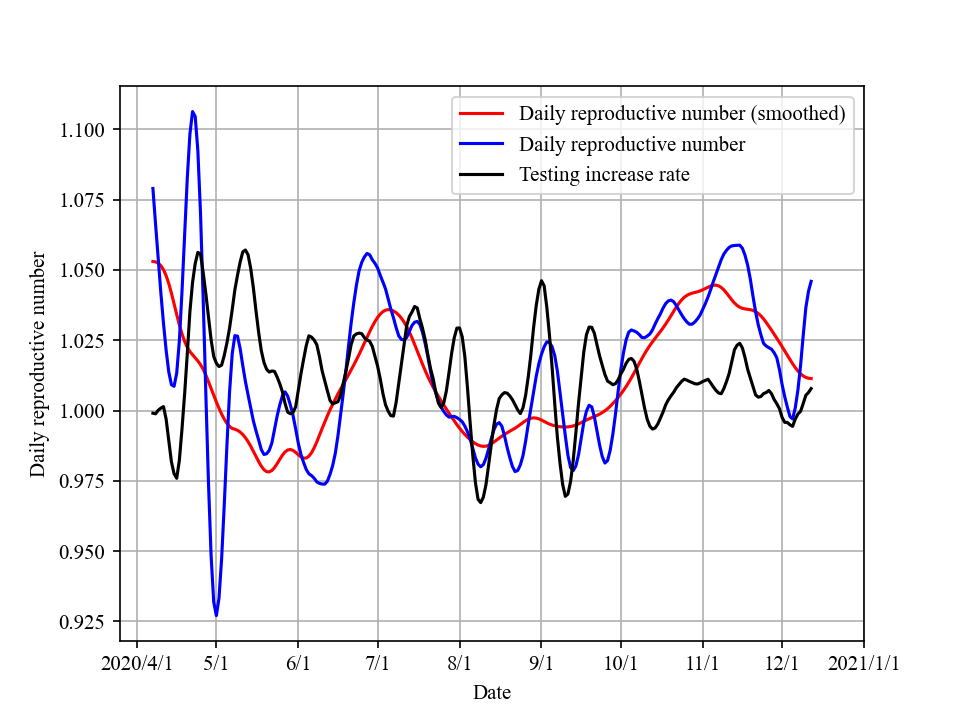 Daily reproductive number (smoothed)
Daily reproductive number
Testing increase rate
Daily reproductive number
1.100
1.075
1.050
1.025
1.000
0.975
0.950
0.925
2020/4/1 5/1 6/1 7/1 8/1 9/1 10/1 11/1 12/1 2021/1/1
Date